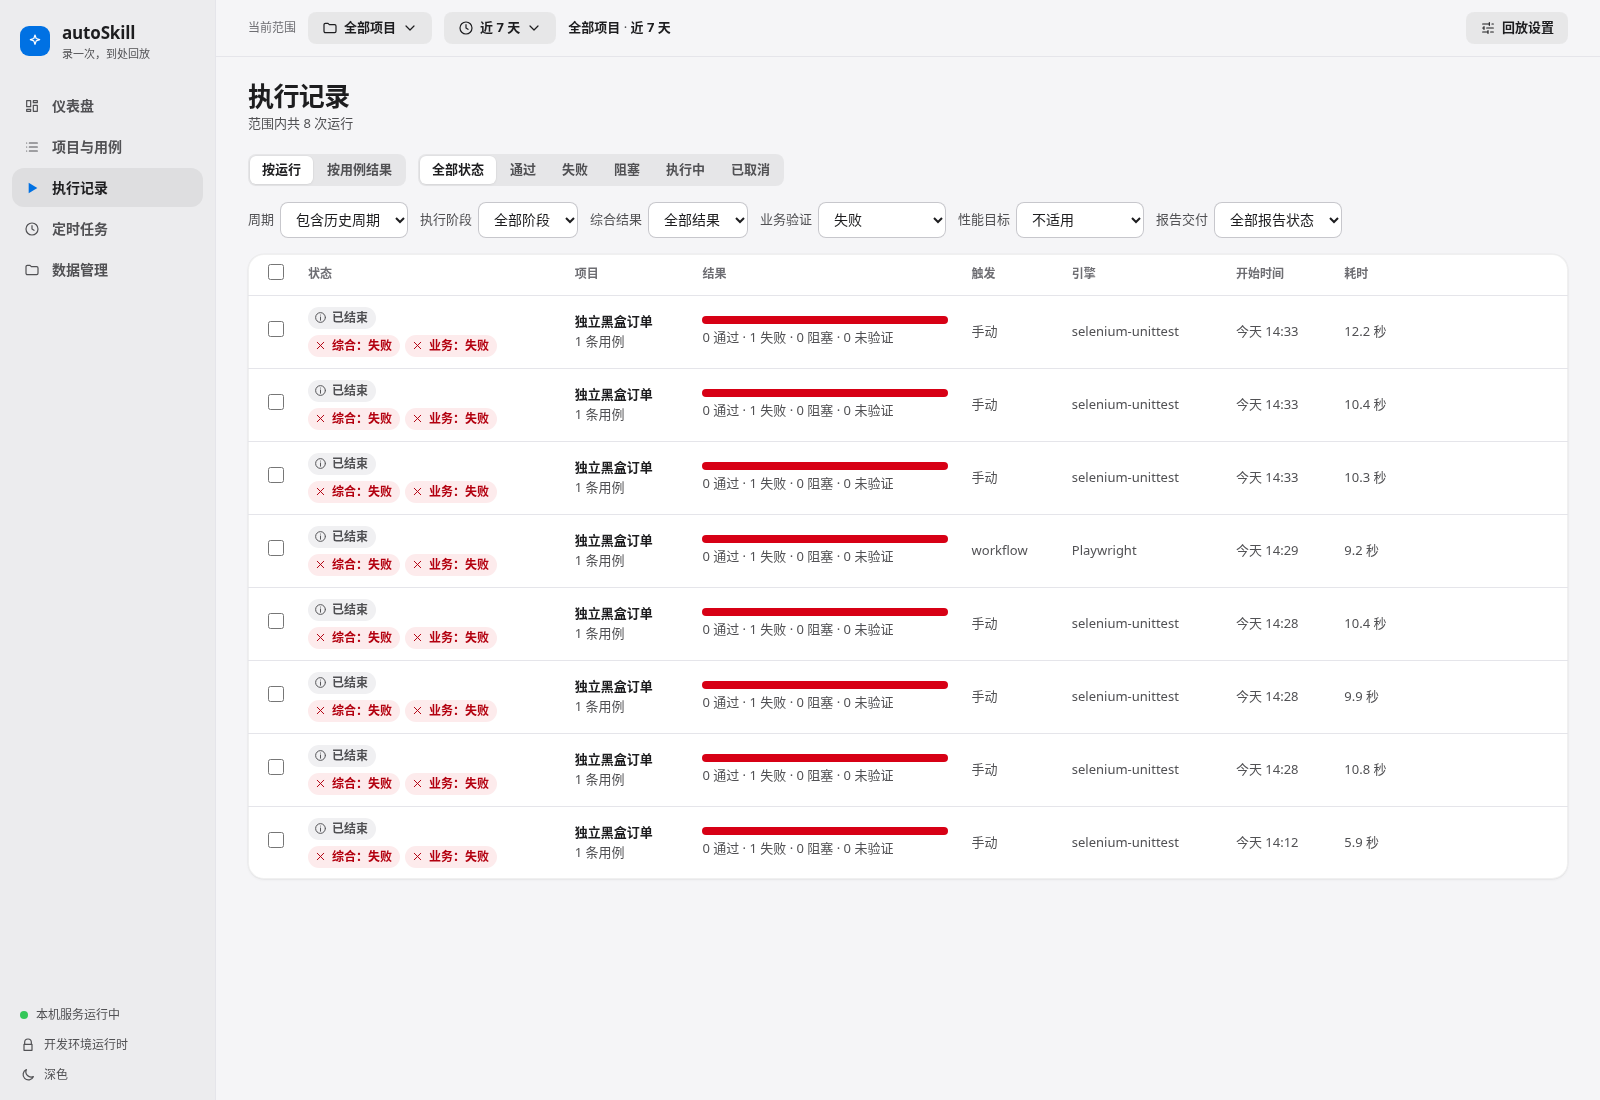 autoSkill
录一次，到处回放
仪表盘
项目与用例
执行记录
定时任务
数据管理
本机服务运行中
开发环境运行时
深色
当前范围 全部项目 近 7 天 全部项目 · 近 7 天 回放设置
执行记录
范围内共 8 次运行
按运行 按用例结果 全部状态 通过 失败 阻塞 执行中 已取消
周期 包含历史周期 执行阶段 全部阶段 综合结果 全部结果 业务验证 失败 性能目标 不适用 报告交付 全部报告状态
状态 项目 结果 触发 引擎 开始时间 耗时
已结束
综合：失败 业务：失败
独立黑盒订单
1 条用例
0 通过 · 1 失败 · 0 阻塞 · 0 未验证
手动 selenium-unittest 今天 14:33 12.2 秒
已结束
综合：失败 业务：失败
独立黑盒订单
1 条用例
0 通过 · 1 失败 · 0 阻塞 · 0 未验证
手动 selenium-unittest 今天 14:33 10.4 秒
已结束
综合：失败 业务：失败
独立黑盒订单
1 条用例
0 通过 · 1 失败 · 0 阻塞 · 0 未验证
手动 selenium-unittest 今天 14:33 10.3 秒
已结束
综合：失败 业务：失败
独立黑盒订单
1 条用例
0 通过 · 1 失败 · 0 阻塞 · 0 未验证
workflow Playwright 今天 14:29 9.2 秒
已结束
综合：失败 业务：失败
独立黑盒订单
1 条用例
0 通过 · 1 失败 · 0 阻塞 · 0 未验证
手动 selenium-unittest 今天 14:28 10.4 秒
已结束
综合：失败 业务：失败
独立黑盒订单
1 条用例
0 通过 · 1 失败 · 0 阻塞 · 0 未验证
手动 selenium-unittest 今天 14:28 9.9 秒
已结束
综合：失败 业务：失败
独立黑盒订单
1 条用例
0 通过 · 1 失败 · 0 阻塞 · 0 未验证
手动 selenium-unittest 今天 14:28 10.8 秒
已结束
综合：失败 业务：失败
独立黑盒订单
1 条用例
0 通过 · 1 失败 · 0 阻塞 · 0 未验证
手动 selenium-unittest 今天 14:12 5.9 秒